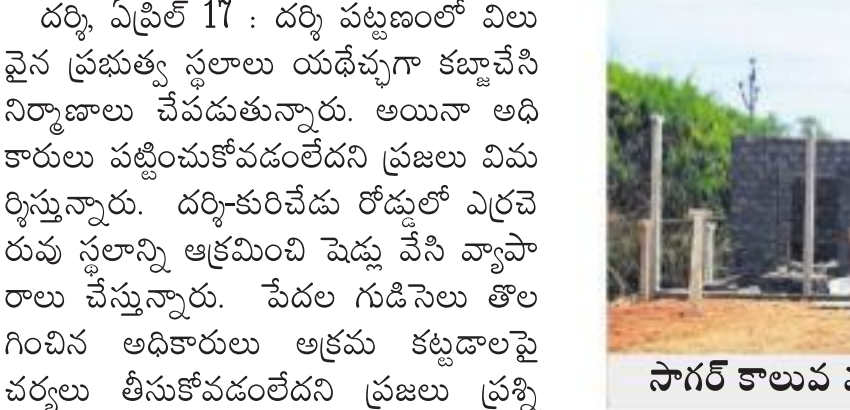 దర్శి, ఏప్రిల్ 17 : దర్శి పట్టణంలో విలు
వైన ప్రభుత్వ స్థలాలు యథేచ్ఛగా కబ్జాచేసి
నిర్మాణాలు చేపడుతున్నారు. అయినా అధి
కారులు పట్టించుకోవడంలేదని ప్రజలు విమ
ర్శిస్తున్నారు. దర్శి-కురిచేడు రోడ్డులో ఎర్రచె
రువు స్థలాన్ని ఆక్రమించి షెడ్లు వేసి వ్యాపా
రాలు చేస్తున్నారు. పేదల గుడిసెలు తొల
గించిన అధికారులు అక్రమ కట్టడాలపై
చర్యలు తీసుకోవడంలేదని ప్రజలు ప్రశ్ని
సాగర్ కాలువ